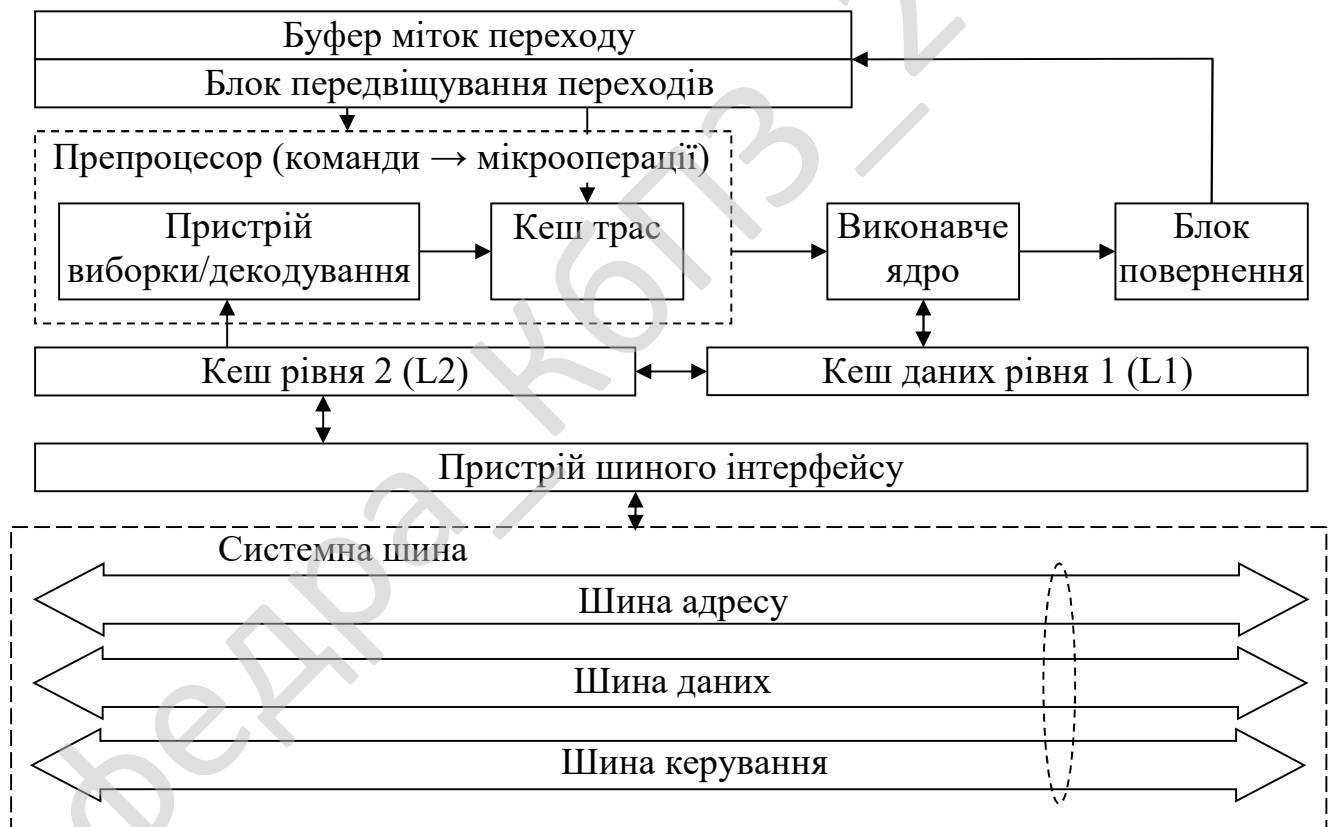 Буфер міток переходу
Блок передвіщування переходів
Препроцесор (команди → мікрооперації)
Пристрій
виборки/декодування
Кеш трас
Виконавче
ядро
Блок
повернення
Кеш рівня 2 (L2)
Кеш даних рівня 1 (L1)
Пристрій шиного інтерфейсу
Системна шина
Шина адресу
Шина даних
Шина керування
федра_КбПЗ_2